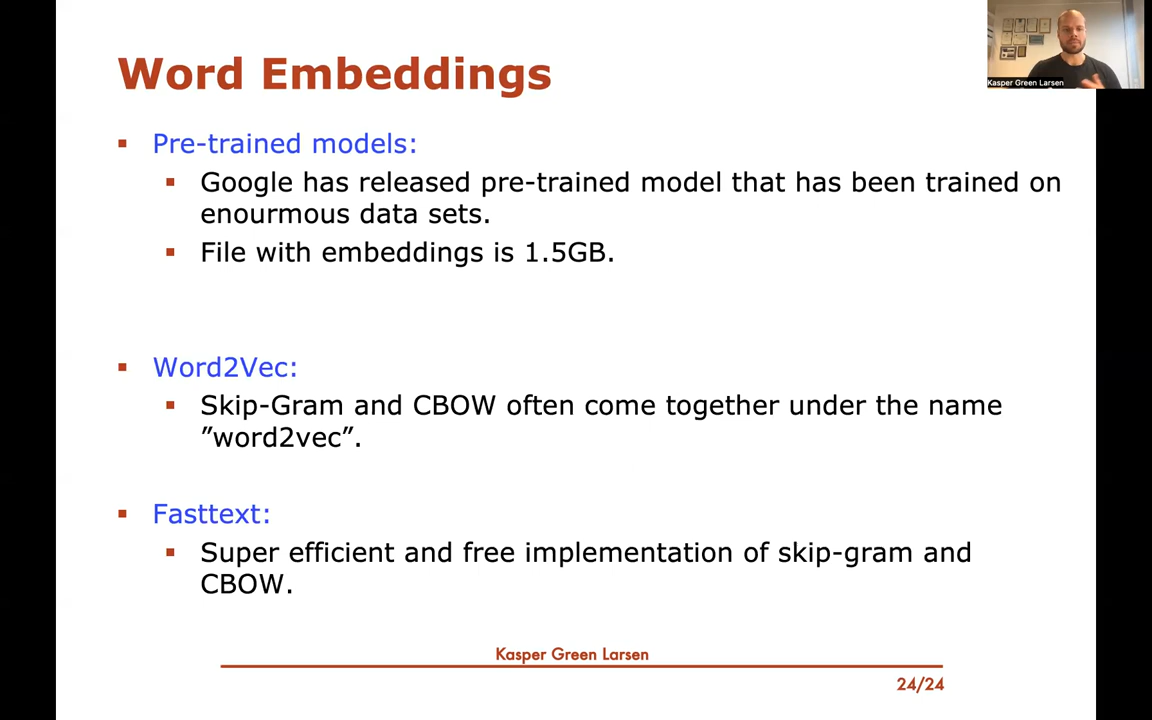 Word Embeddings
Kasper Green Larsen
Pre-trained models:
Google has released pre-trained model that has been trained on
enourmous data sets.
File with embeddings is 1.5GB.
Word2Vec:
Skip-Gram and CBOW often come together under the name
”word2vec”.
Fasttext:
Super efficient and free implementation of skip-gram and
CBOW.
Kasper Green Larsen
24/24